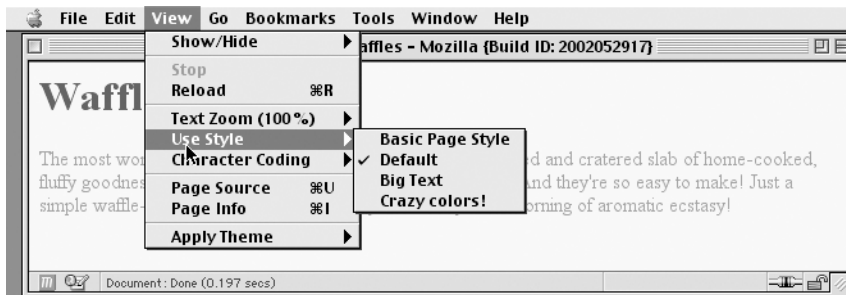 File Edit View Go Bookmarks Tools Window Help
affles – Mozilla {Build ID: 2002052917}
Show/Hide
Stop
Reload ⌘R
Text Zoom (100%)
Use Style
Character Coding
Page Source ⌘U
Page Info ⌘I
Apply Theme
Basic Page Style
✓ Default
Big Text
Crazy colors!
Waffl
The most wor ed and cratered slab of home-cooked,
fluffy goodnes And they're so easy to make! Just a
simple waffle- orning of aromatic ecstasy!
Document: Done (0.197 secs)